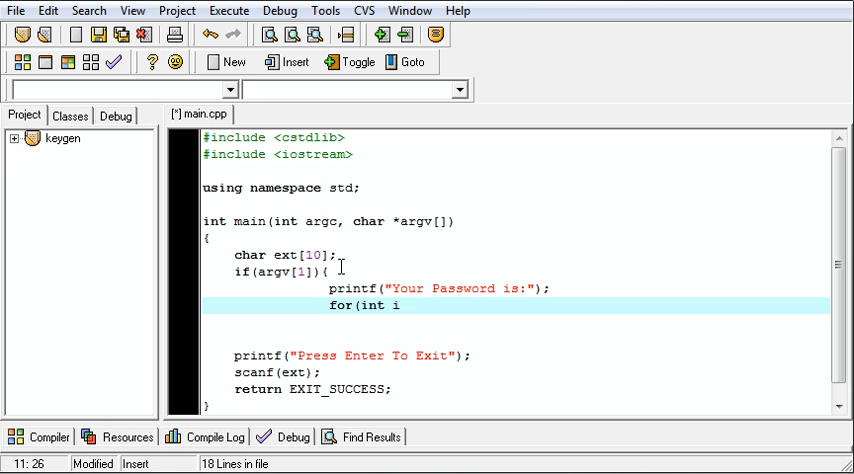 File Edit Search View Project Execute Debug Tools CVS Window Help
New Insert Toggle Goto
Project Classes Debug [*] main.cpp
keygen
#include <cstdlib>
#include <iostream>
using namespace std;
int main(int argc, char *argv[])
{
char ext[10];
if(argv[1]){
printf("Your Password is:");
for(int i
printf("Press Enter To Exit");
scanf(ext);
return EXIT_SUCCESS;
}
Compiler Resources Compile Log Debug Find Results
11: 26 Modified Insert 18 Lines in file